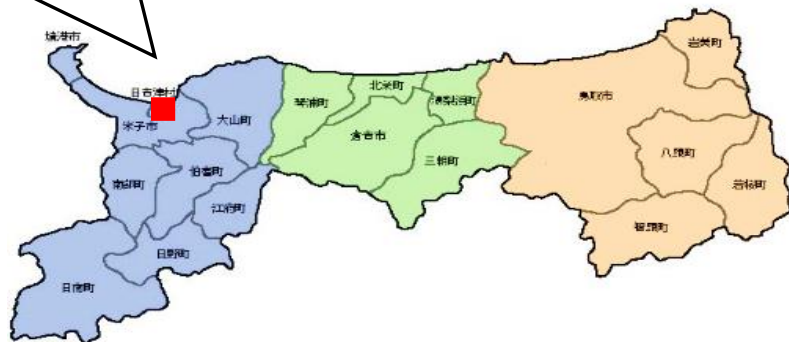 境港市
日吉津村
米子市
大山町
南部町
伯耆町
江府町
日野町
日南町
琴浦町
北栄町
湯梨浜町
倉吉市
三朝町
鳥取市
岩美町
八頭町
若桜町
智頭町